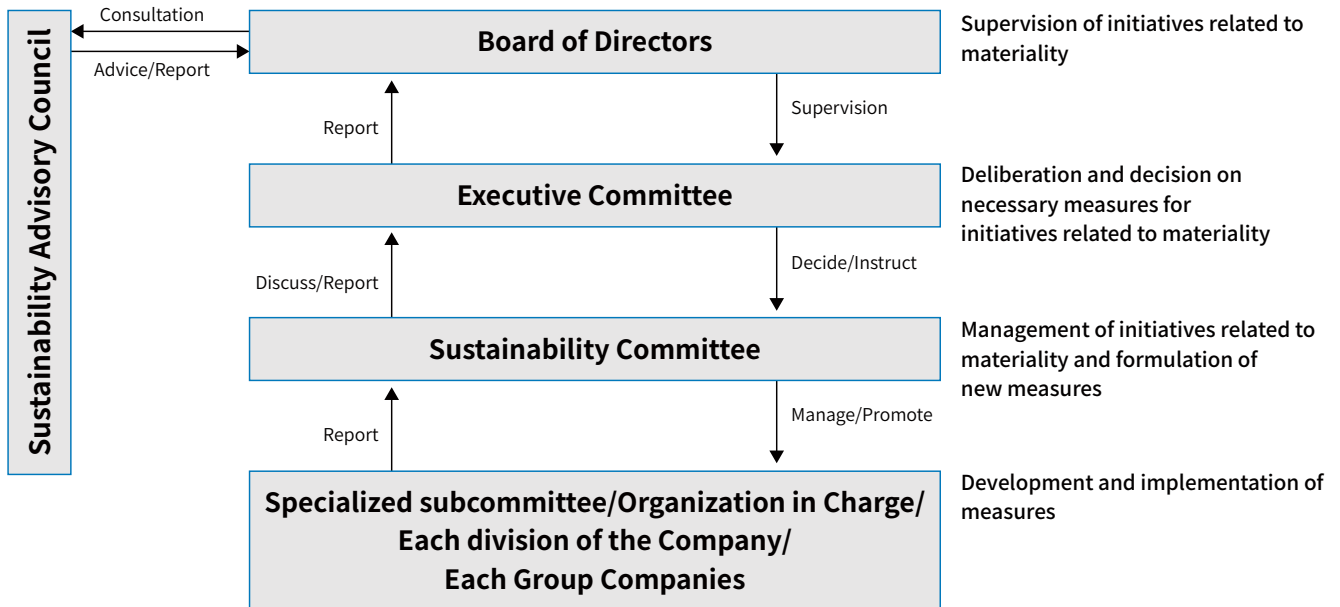 Sustainability Advisory Council
Consultation
Advice/Report
Board of Directors
Supervision of initiatives related to
materiality
Report
Supervision
Executive Committee
Deliberation and decision on
necessary measures for
initiatives related to materiality
Discuss/Report
Decide/Instruct
Sustainability Committee
Management of initiatives related to
materiality and formulation of
new measures
Report
Manage/Promote
Specialized subcommittee/Organization in Charge/
Each division of the Company/
Each Group Companies
Development and implementation of
measures